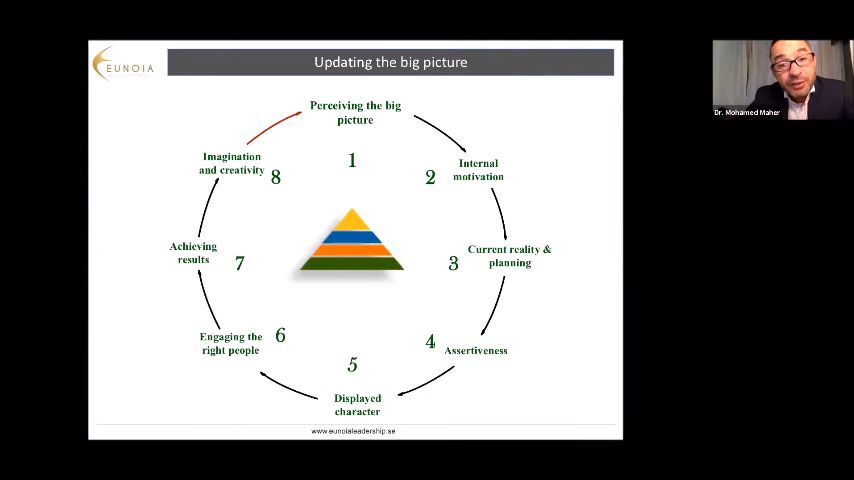 EUNOIA
Updating the big picture
Perceiving the big
picture
1
Internal
motivation
2
Current reality &
planning
3
Assertiveness
4
Displayed
character
5
Engaging the
right people
6
Achieving
results
7
Imagination
and creativity
8
www.eunoialeadership.se
Dr. Mohamed Maher